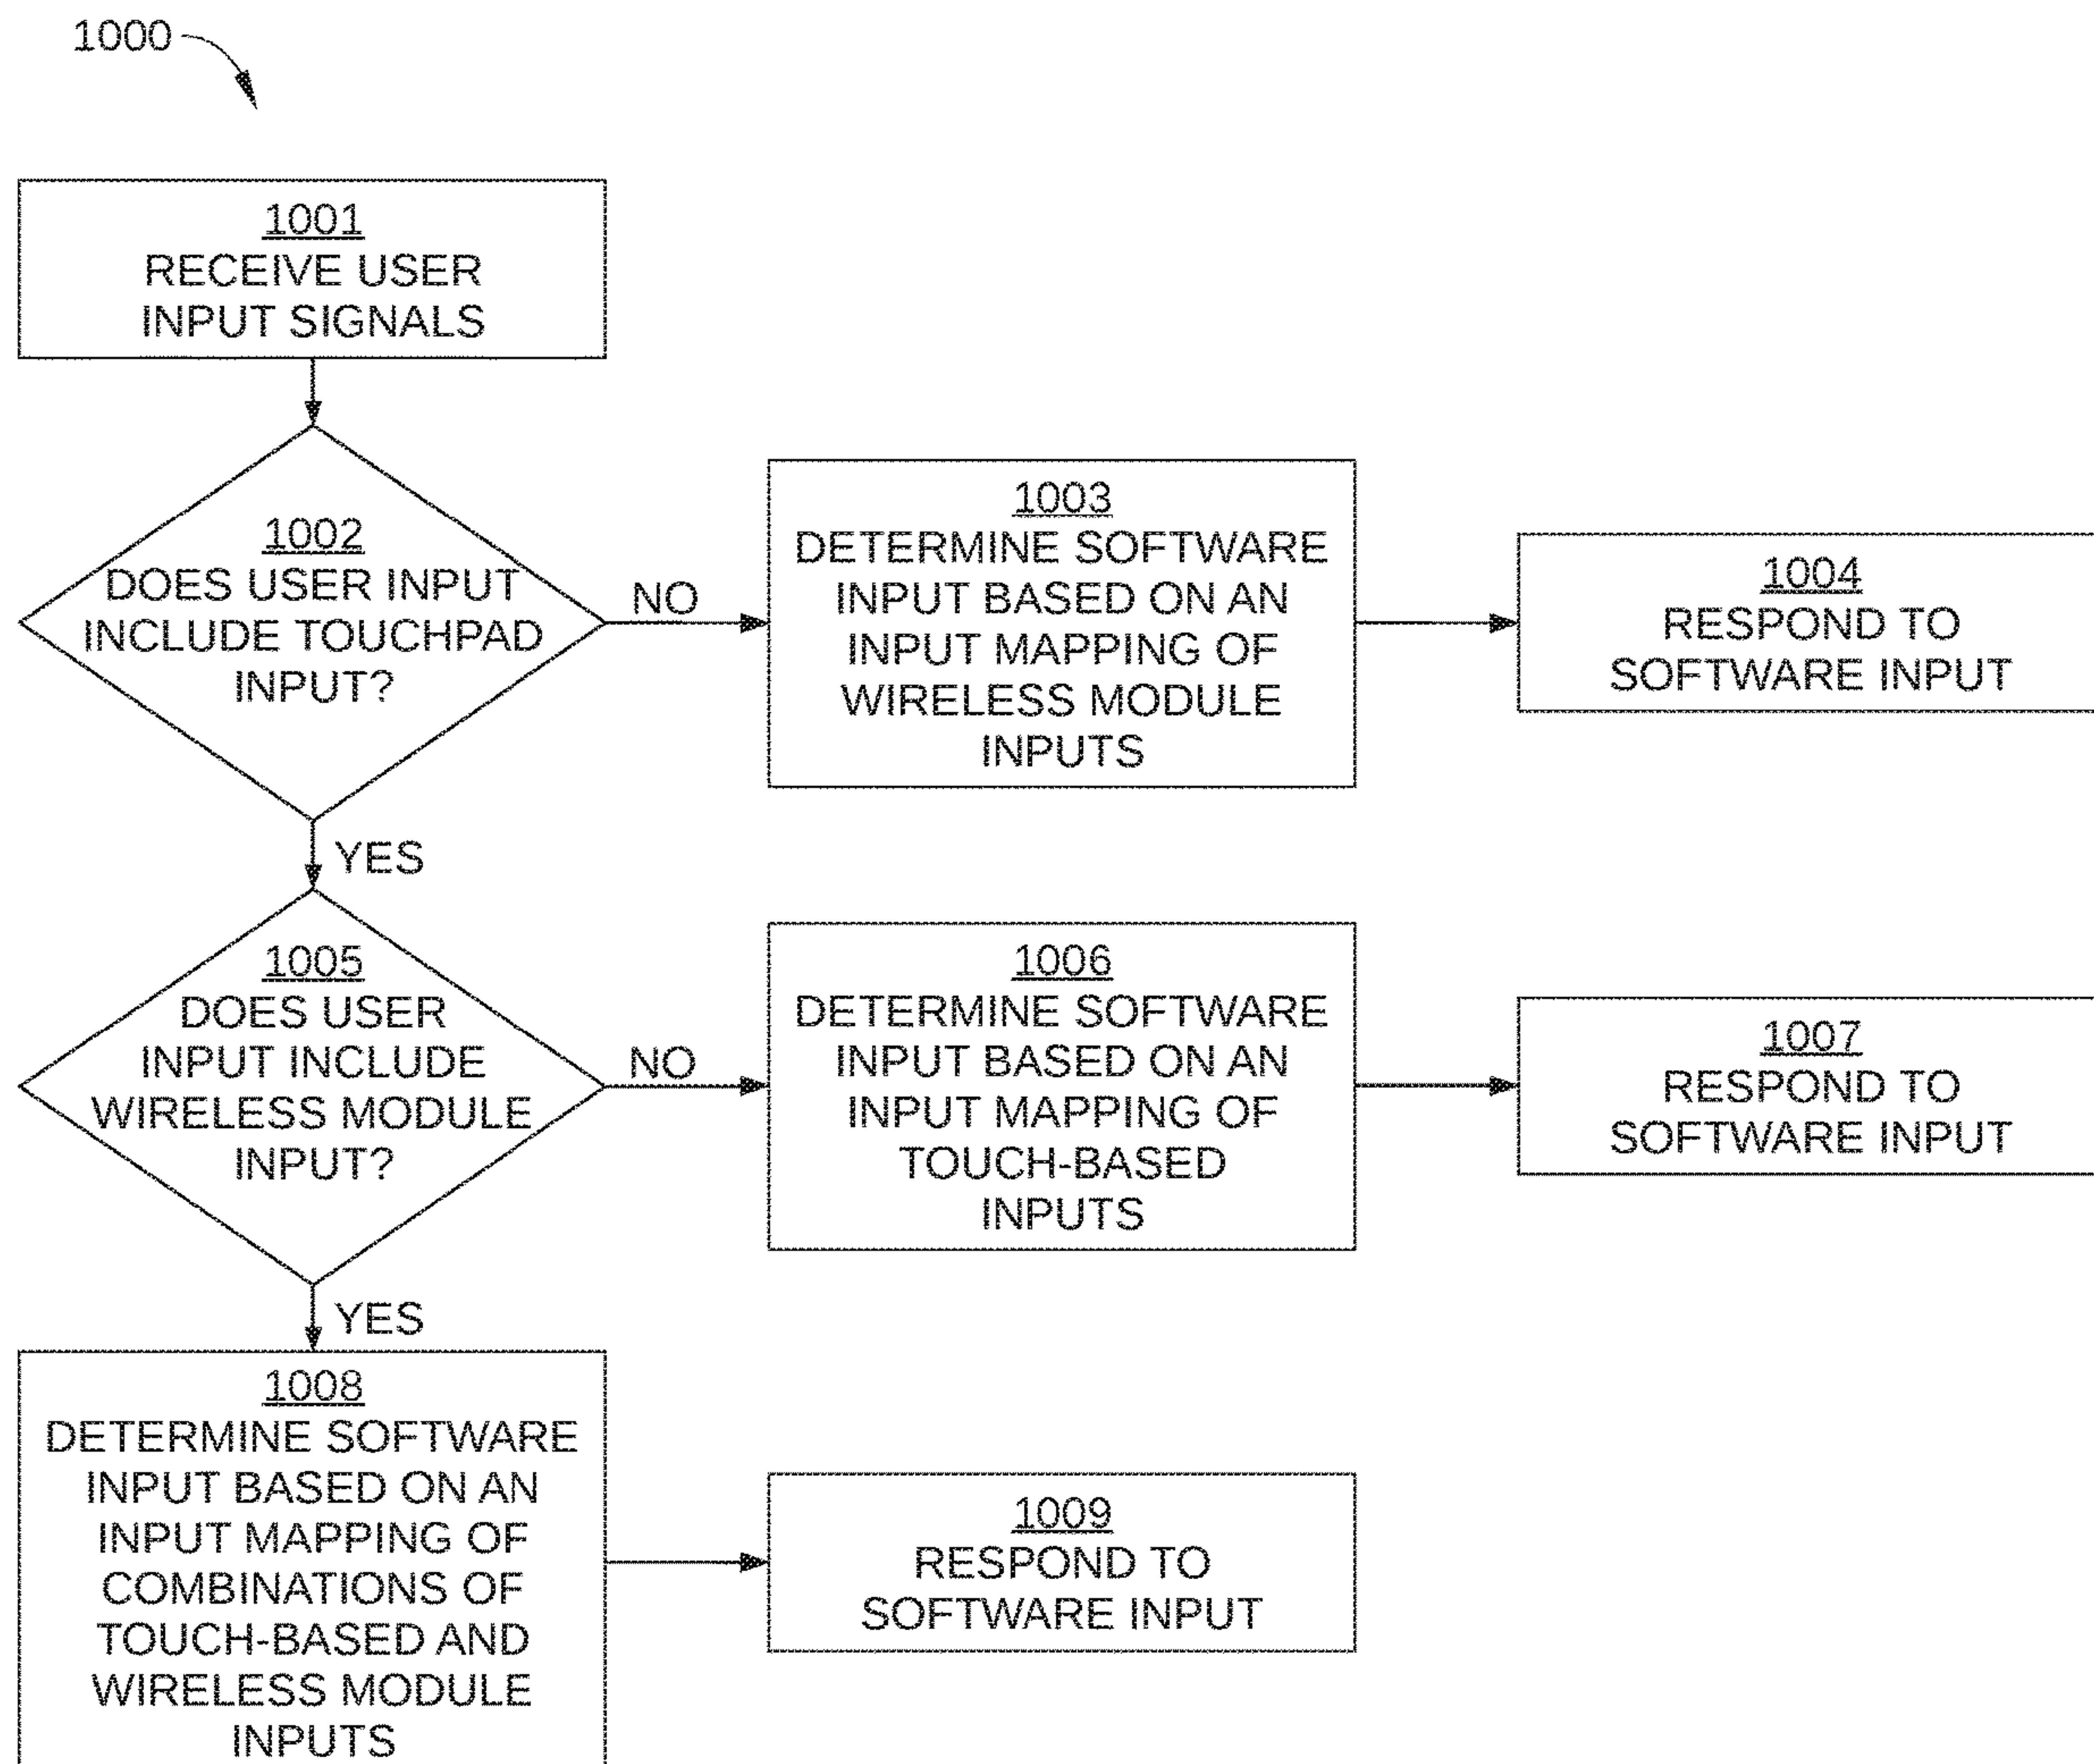 1000
1001
RECEIVE USER
INPUT SIGNALS
1002
DOES USER INPUT
INCLUDE TOUCHPAD
INPUT?
NO
1003
DETERMINE SOFTWARE
INPUT BASED ON AN
INPUT MAPPING OF
WIRELESS MODULE
INPUTS
1004
RESPOND TO
SOFTWARE INPUT
YES
1005
DOES USER
INPUT INCLUDE
WIRELESS MODULE
INPUT?
NO
1006
DETERMINE SOFTWARE
INPUT BASED ON AN
INPUT MAPPING OF
TOUCH-BASED
INPUTS
1007
RESPOND TO
SOFTWARE INPUT
YES
1008
DETERMINE SOFTWARE
INPUT BASED ON AN
INPUT MAPPING OF
COMBINATIONS OF
TOUCH-BASED AND
WIRELESS MODULE
INPUTS
1009
RESPOND TO
SOFTWARE INPUT